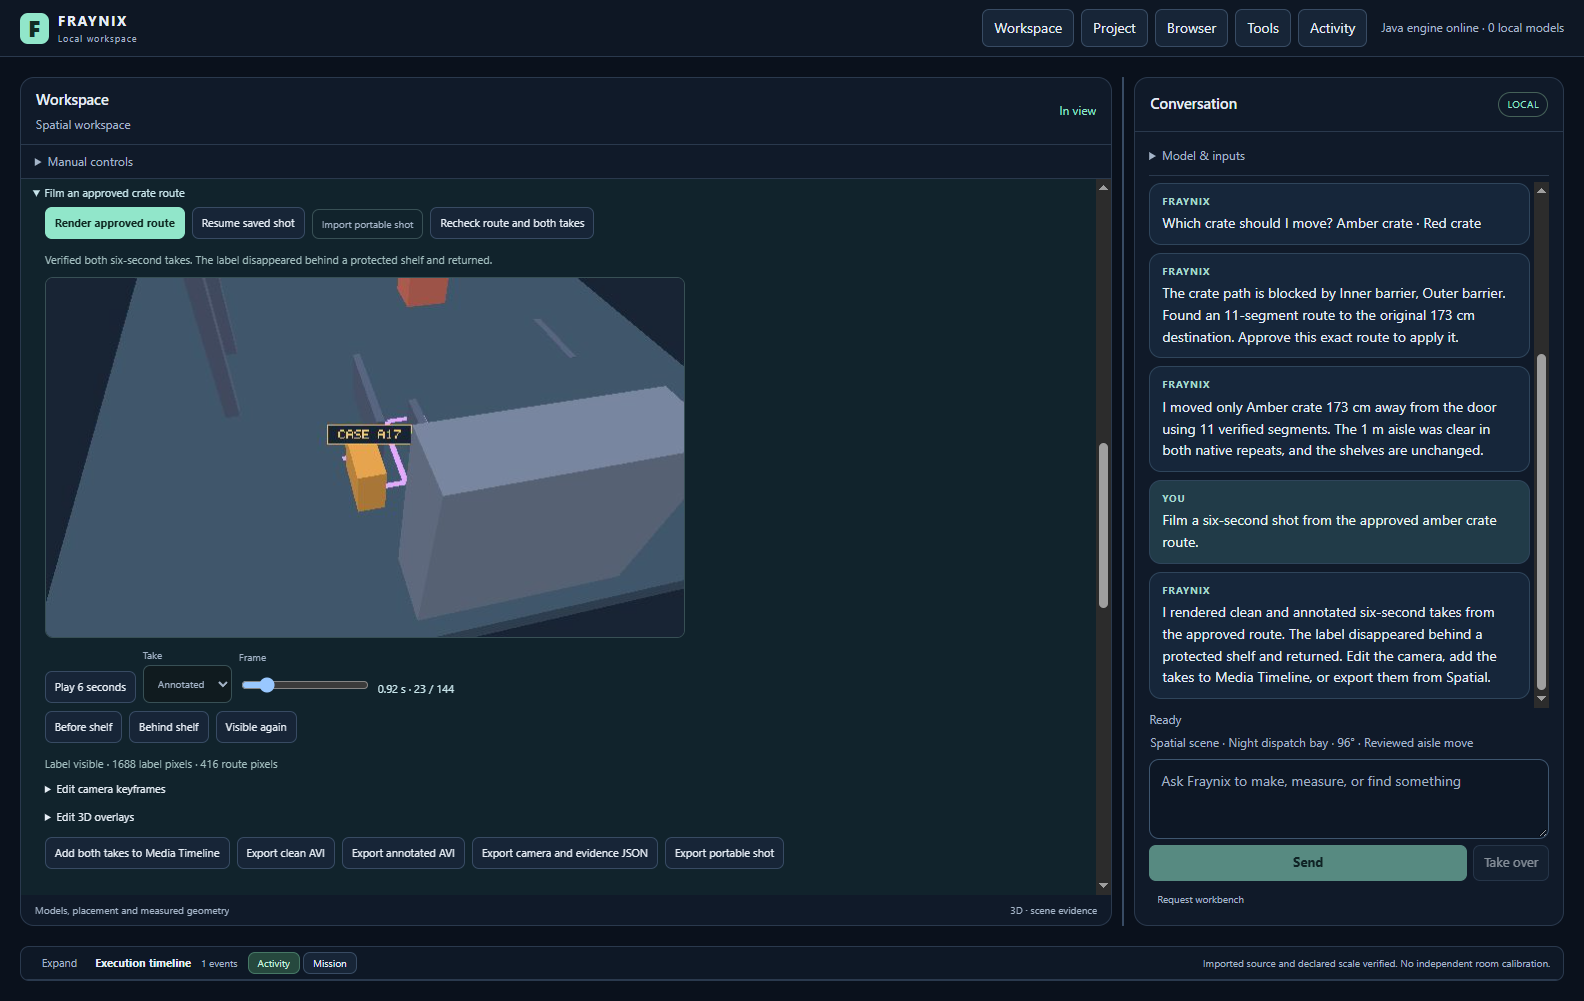 F
FRAYNIX
Local workspace
Workspace
Project
Browser
Tools
Activity
Java engine online · 0 local models
Workspace
Spatial workspace
In view
Manual controls
Film an approved crate route
Render approved route
Resume saved shot
Import portable shot
Recheck route and both takes
Verified both six-second takes. The label disappeared behind a protected shelf and returned.
CASE A17
Take
Frame
Play 6 seconds
Annotated
0.92 s · 23 / 144
Before shelf
Behind shelf
Visible again
Label visible · 1688 label pixels · 416 route pixels
Edit camera keyframes
Edit 3D overlays
Add both takes to Media Timeline
Export clean AVI
Export annotated AVI
Export camera and evidence JSON
Export portable shot
Models, placement and measured geometry
3D · scene evidence
Conversation
LOCAL
Model & inputs
FRAYNIX
Which crate should I move? Amber crate · Red crate
FRAYNIX
The crate path is blocked by Inner barrier, Outer barrier.
Found an 11-segment route to the original 173 cm
destination. Approve this exact route to apply it.
FRAYNIX
I moved only Amber crate 173 cm away from the door
using 11 verified segments. The 1 m aisle was clear in
both native repeats, and the shelves are unchanged.
YOU
Film a six-second shot from the approved amber crate
route.
FRAYNIX
I rendered clean and annotated six-second takes from
the approved route. The label disappeared behind a
protected shelf and returned. Edit the camera, add the
takes to Media Timeline, or export them from Spatial.
Ready
Spatial scene · Night dispatch bay · 96° · Reviewed aisle move
Ask Fraynix to make, measure, or find something
Send
Take over
Request workbench
Expand
Execution timeline
1 events
Activity
Mission
Imported source and declared scale verified. No independent room calibration.